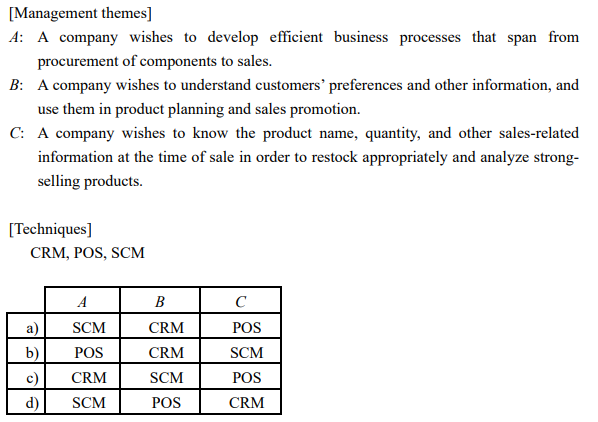 [Management themes]
A: A company wishes to develop efficient business processes that span from
procurement of components to sales.
B: A company wishes to understand customers’ preferences and other information, and
use them in product planning and sales promotion.
C: A company wishes to know the product name, quantity, and other sales-related
information at the time of sale in order to restock appropriately and analyze strong-
selling products.
[Techniques]
CRM, POS, SCM
A B C
a) SCM CRM POS
b) POS CRM SCM
c) CRM SCM POS
d) SCM POS CRM